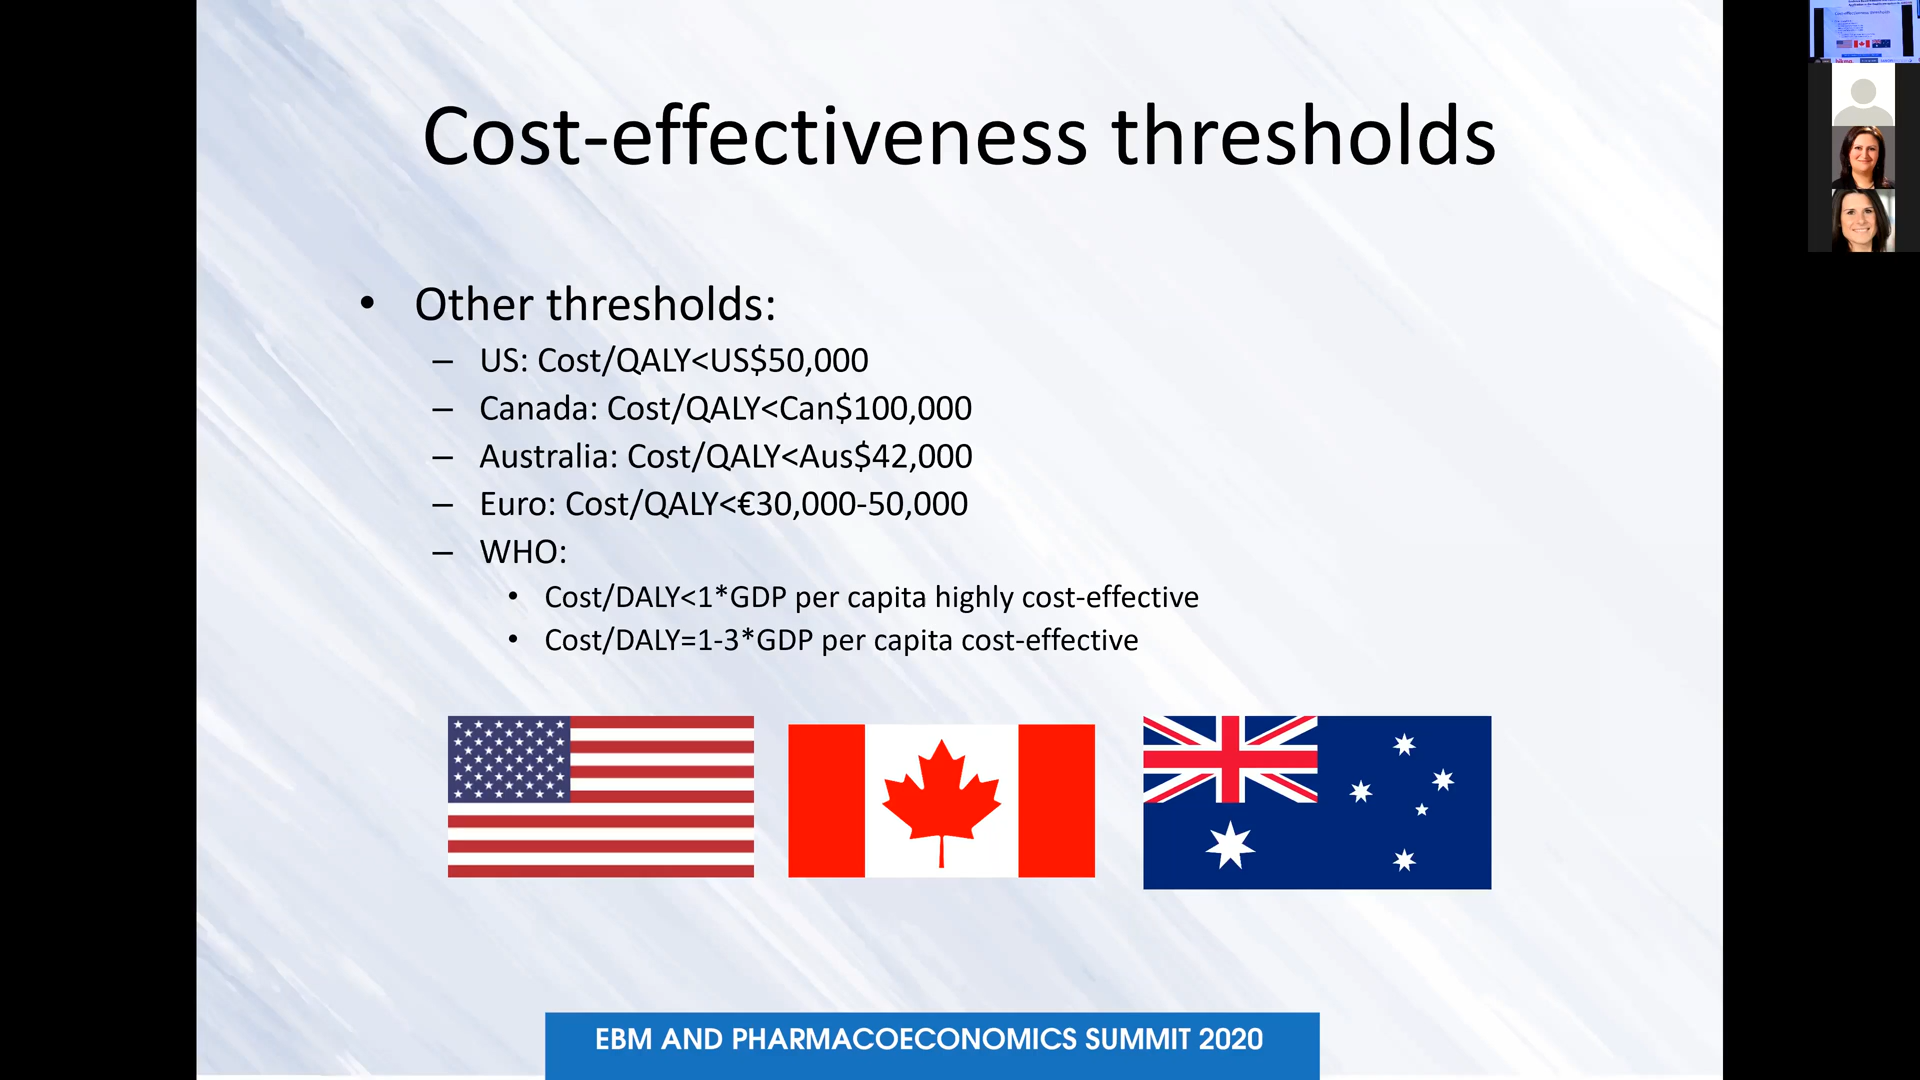 Cost-effectiveness thresholds
• Other thresholds:
– US: Cost/QALY<US$50,000
– Canada: Cost/QALY<Can$100,000
– Australia: Cost/QALY<Aus$42,000
– Euro: Cost/QALY<€30,000-50,000
– WHO:
• Cost/DALY<1*GDP per capita highly cost-effective
• Cost/DALY=1-3*GDP per capita cost-effective
EBM AND PHARMACOECONOMICS SUMMIT 2020